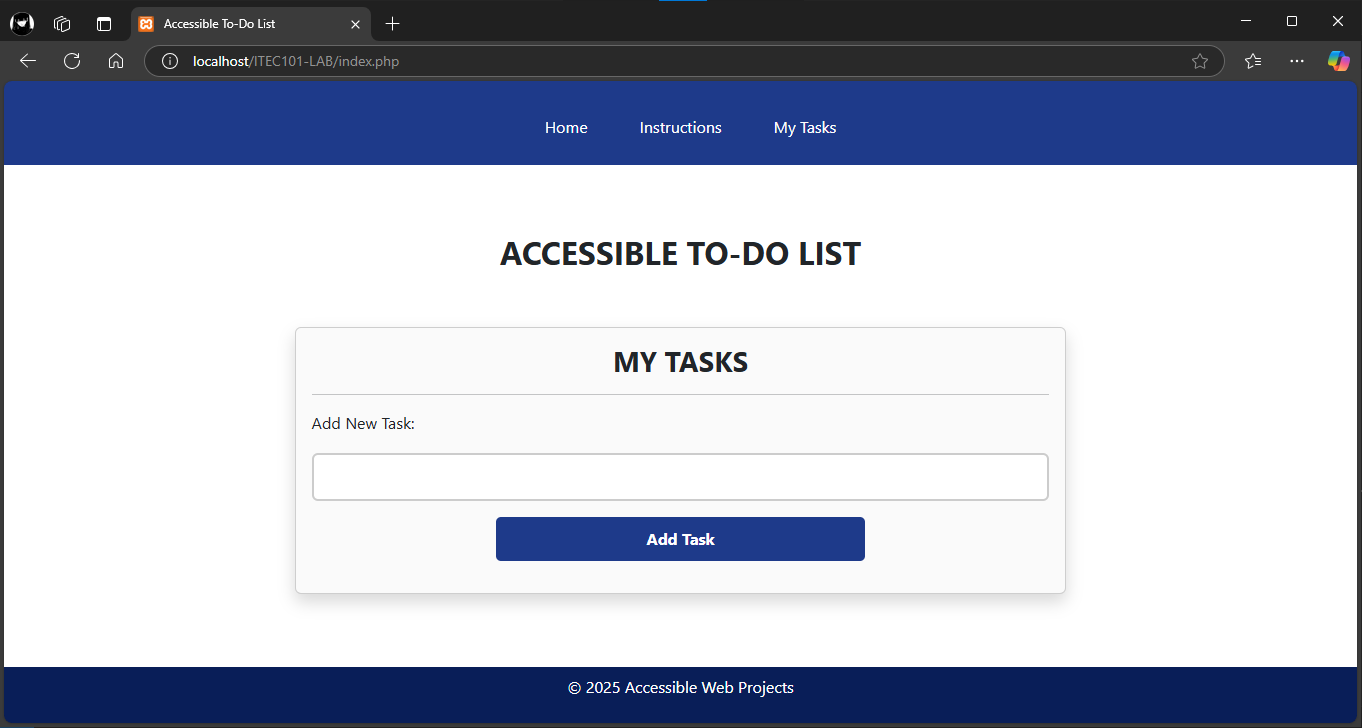 Accessible To-Do List
localhost/ITEC101-LAB/index.php
Home Instructions My Tasks
ACCESSIBLE TO-DO LIST
MY TASKS
Add New Task:
Add Task
© 2025 Accessible Web Projects